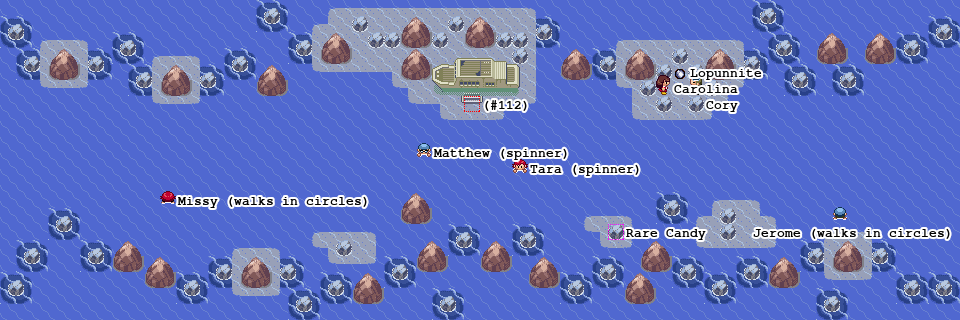 Lopunnite
Carolina
(#112)
Cory
Matthew (spinner)
Tara (spinner)
Missy (walks in circles)
Rare Candy
Jerome (walks in circles)